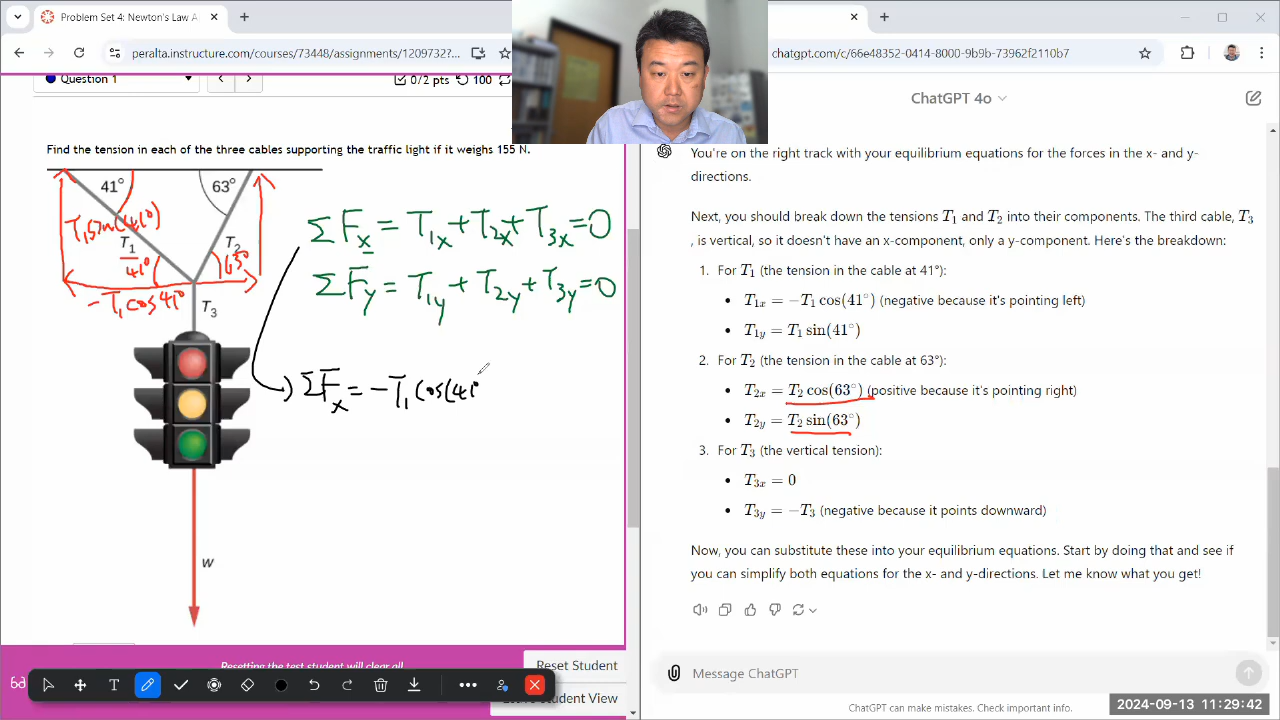 Problem Set 4: Newton's Law A
peralta.instructure.com/courses/73448/assignments/1209732?...
chatgpt.com/c/66e48352-0414-8000-9b9b-73962f2110b7
Question 1
0/2 pts
100
Find the tension in each of the three cables supporting the traffic light if it weighs 155 N.
41°
63°
T₁sin(41°)
T₁
41°
T₂
63°
-T₁cos41°
T₃
w
ΣFₓ = T₁ₓ + T₂ₓ + T₃ₓ = 0
ΣF_y = T₁y + T₂y + T₃y = 0
ΣFₓ = -T₁ cos(41°
Resetting the test student will clear all
Reset Student
Student View
ChatGPT 4o
You're on the right track with your equilibrium equations for the forces in the x- and y-
directions.
Next, you should break down the tensions T₁ and T₂ into their components. The third cable, T₃
, is vertical, so it doesn't have an x-component, only a y-component. Here's the breakdown:
1. For T₁ (the tension in the cable at 41°):
• T₁ₓ = −T₁ cos(41°) (negative because it's pointing left)
• T₁y = T₁ sin(41°)
2. For T₂ (the tension in the cable at 63°):
• T₂ₓ = T₂ cos(63°) (positive because it's pointing right)
• T₂y = T₂ sin(63°)
3. For T₃ (the vertical tension):
• T₃ₓ = 0
• T₃y = −T₃ (negative because it points downward)
Now, you can substitute these into your equilibrium equations. Start by doing that and see if
you can simplify both equations for the x- and y-directions. Let me know what you get!
Message ChatGPT
ChatGPT can make mistakes. Check important info.
2024-09-13 11:29:42